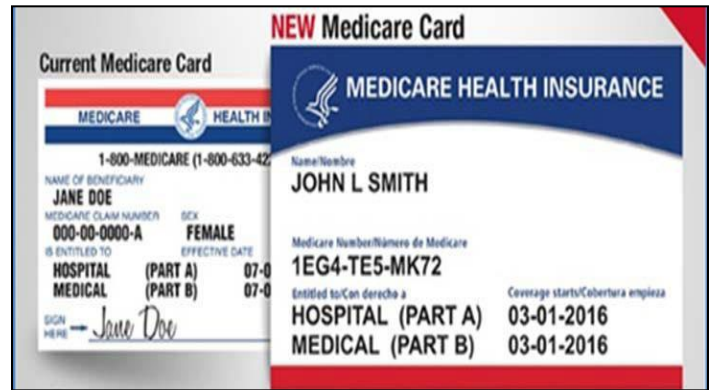 NEW Medicare Card
Current Medicare Card
MEDICARE HEALTH
1-800-MEDICARE (1-800-633-42
NAME OF BENEFICIARY
JANE DOE
MEDICARE CLAIM NUMBER SEX
000-00-0000-A FEMALE
IS ENTITLED TO EFFECTIVE DATE
HOSPITAL (PART A) 07-0
MEDICAL (PART B) 07-0
SIGN HERE → Jane Doe
MEDICARE HEALTH INSURANCE
Name/Nombre
JOHN L SMITH
Medicare Number/Número de Medicare
1EG4-TE5-MK72
Entitled to/Con derecho a Coverage starts/Cobertura empieza
HOSPITAL (PART A) 03-01-2016
MEDICAL (PART B) 03-01-2016